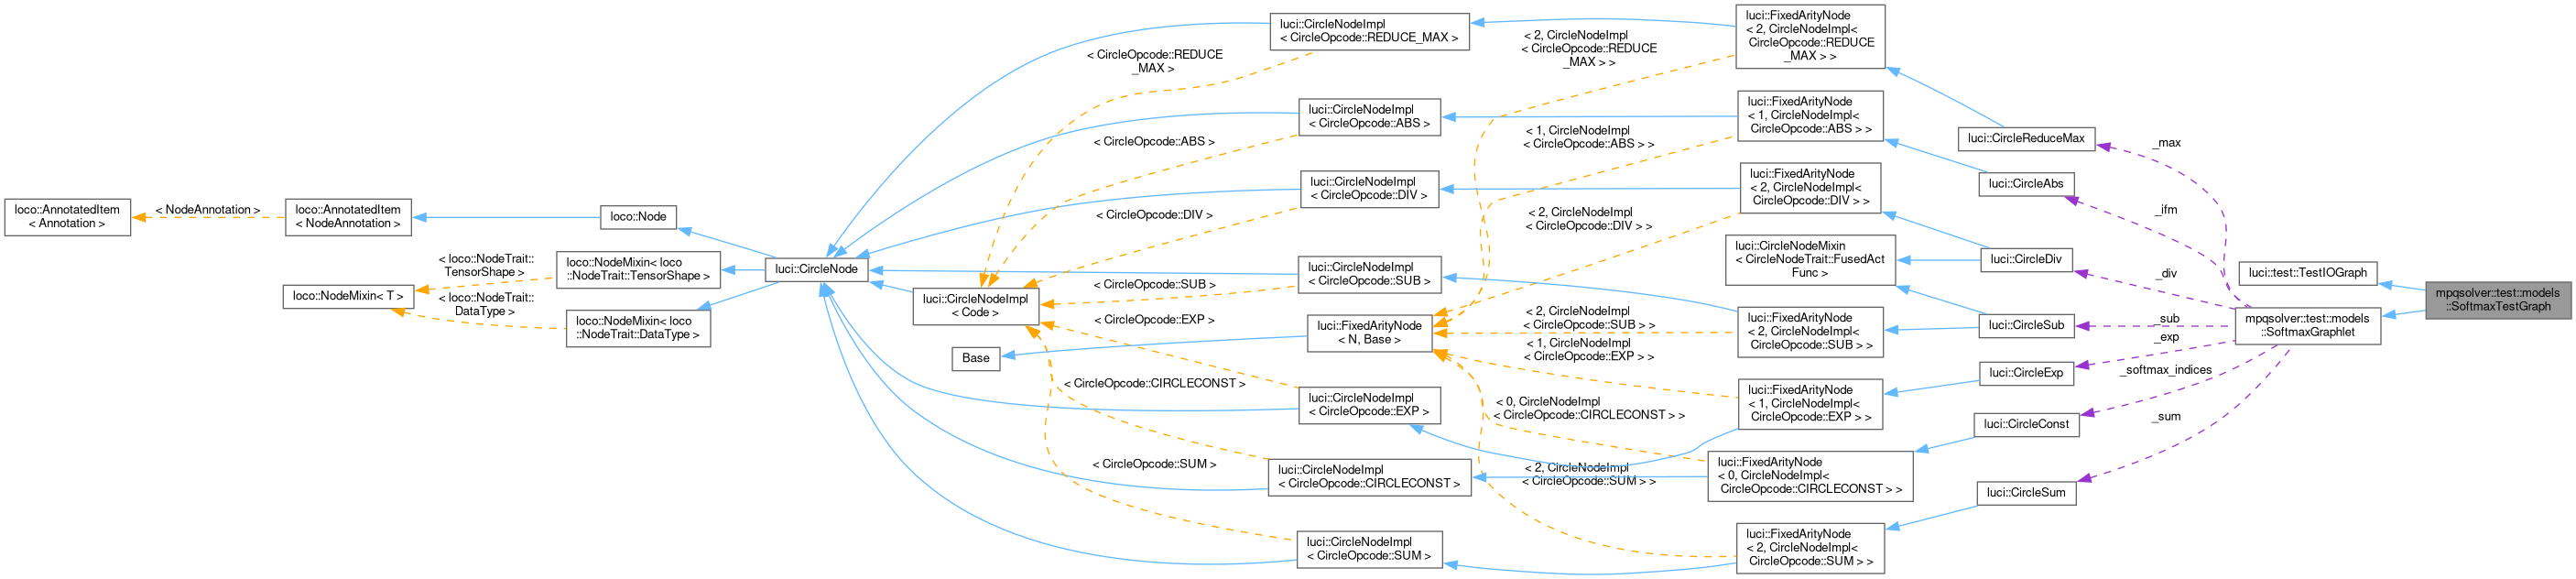 loco::AnnotatedItem
< Annotation >
< NodeAnnotation >
loco::AnnotatedItem
< NodeAnnotation >
loco::Node
loco::NodeMixin< T >
< loco::NodeTrait::
TensorShape >
< loco::NodeTrait::
DataType >
loco::NodeMixin< loco
::NodeTrait::TensorShape >
loco::NodeMixin< loco
::NodeTrait::DataType >
luci::CircleNode
luci::CircleNodeImpl
< Code >
Base
< CircleOpcode::REDUCE
_MAX >
< CircleOpcode::ABS >
< CircleOpcode::DIV >
< CircleOpcode::SUB >
< CircleOpcode::EXP >
< CircleOpcode::CIRCLECONST >
< CircleOpcode::SUM >
luci::CircleNodeImpl
< CircleOpcode::REDUCE_MAX >
luci::CircleNodeImpl
< CircleOpcode::ABS >
luci::CircleNodeImpl
< CircleOpcode::DIV >
luci::CircleNodeImpl
< CircleOpcode::SUB >
luci::FixedArityNode
< N, Base >
luci::CircleNodeImpl
< CircleOpcode::EXP >
luci::CircleNodeImpl
< CircleOpcode::CIRCLECONST >
luci::CircleNodeImpl
< CircleOpcode::SUM >
< 2, CircleNodeImpl
< CircleOpcode::REDUCE
_MAX > >
< 1, CircleNodeImpl
< CircleOpcode::ABS > >
< 2, CircleNodeImpl
< CircleOpcode::DIV > >
< 2, CircleNodeImpl
< CircleOpcode::SUB > >
< 1, CircleNodeImpl
< CircleOpcode::EXP > >
< 0, CircleNodeImpl
< CircleOpcode::CIRCLECONST > >
< 2, CircleNodeImpl
< CircleOpcode::SUM > >
luci::FixedArityNode
< 2, CircleNodeImpl<
CircleOpcode::REDUCE
_MAX > >
luci::FixedArityNode
< 1, CircleNodeImpl<
CircleOpcode::ABS > >
luci::FixedArityNode
< 2, CircleNodeImpl<
CircleOpcode::DIV > >
luci::CircleNodeMixin
< CircleNodeTrait::FusedAct
Func >
luci::FixedArityNode
< 2, CircleNodeImpl<
CircleOpcode::SUB > >
luci::FixedArityNode
< 1, CircleNodeImpl<
CircleOpcode::EXP > >
luci::FixedArityNode
< 0, CircleNodeImpl<
CircleOpcode::CIRCLECONST > >
luci::FixedArityNode
< 2, CircleNodeImpl<
CircleOpcode::SUM > >
luci::CircleReduceMax
luci::CircleAbs
luci::CircleDiv
luci::CircleSub
luci::CircleExp
luci::CircleConst
luci::CircleSum
_max
_ifm
_div
_sub
_exp
_softmax_indices
_sum
luci::test::TestIOGraph
mpqsolver::test::models
::SoftmaxGraphlet
mpqsolver::test::models
::SoftmaxTestGraph